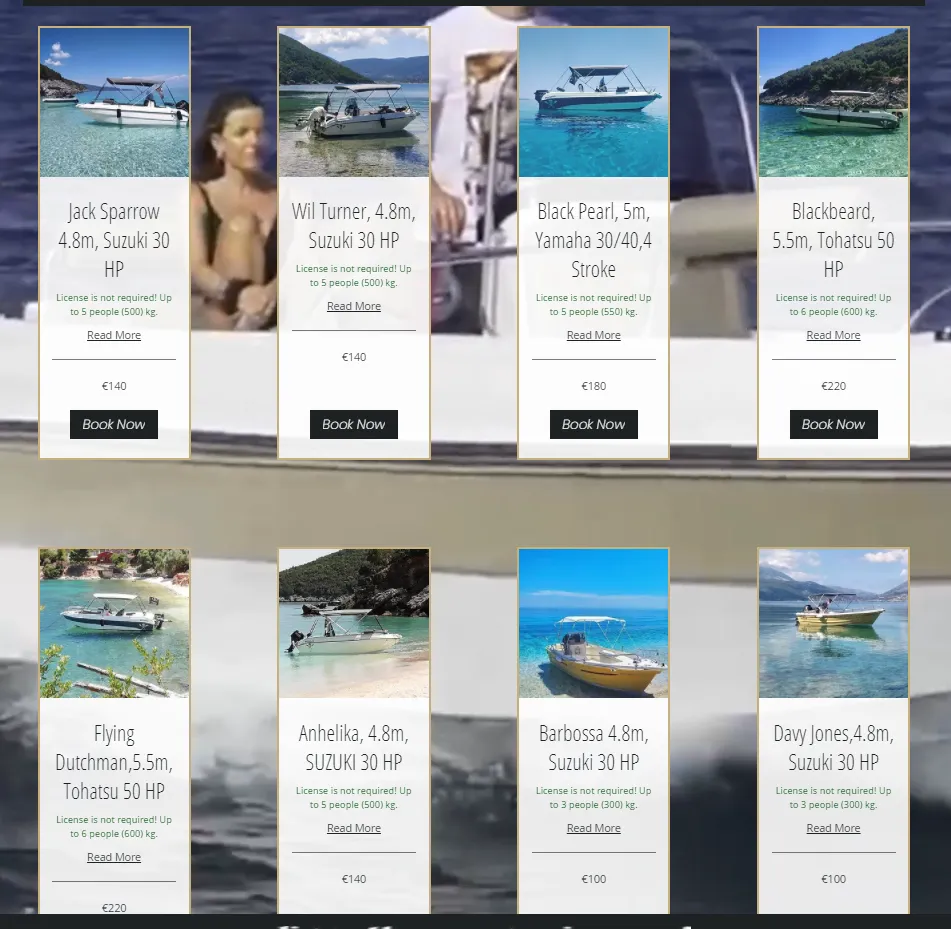 Jack Sparrow
4.8m, Suzuki 30
HP
License is not required! Up
to 5 people (500) kg.
Read More
€140
Book Now
Wil Turner, 4.8m,
Suzuki 30 HP
License is not required! Up
to 5 people (500) kg.
Read More
€140
Book Now
Black Pearl, 5m,
Yamaha 30/40,4
Stroke
License is not required! Up
to 5 people (550) kg.
Read More
€180
Book Now
Blackbeard,
5.5m, Tohatsu 50
HP
License is not required! Up
to 6 people (600) kg.
Read More
€220
Book Now
Flying
Dutchman,5.5m,
Tohatsu 50 HP
License is not required! Up
to 6 people (600) kg.
Read More
€220
Anhelika, 4.8m,
SUZUKI 30 HP
License is not required! Up
to 5 people (500) kg.
Read More
€140
Barbossa 4.8m,
Suzuki 30 HP
License is not required! Up
to 3 people (300) kg.
Read More
€100
Davy Jones,4.8m,
Suzuki 30 HP
License is not required! Up
to 3 people (300) kg.
Read More
€100